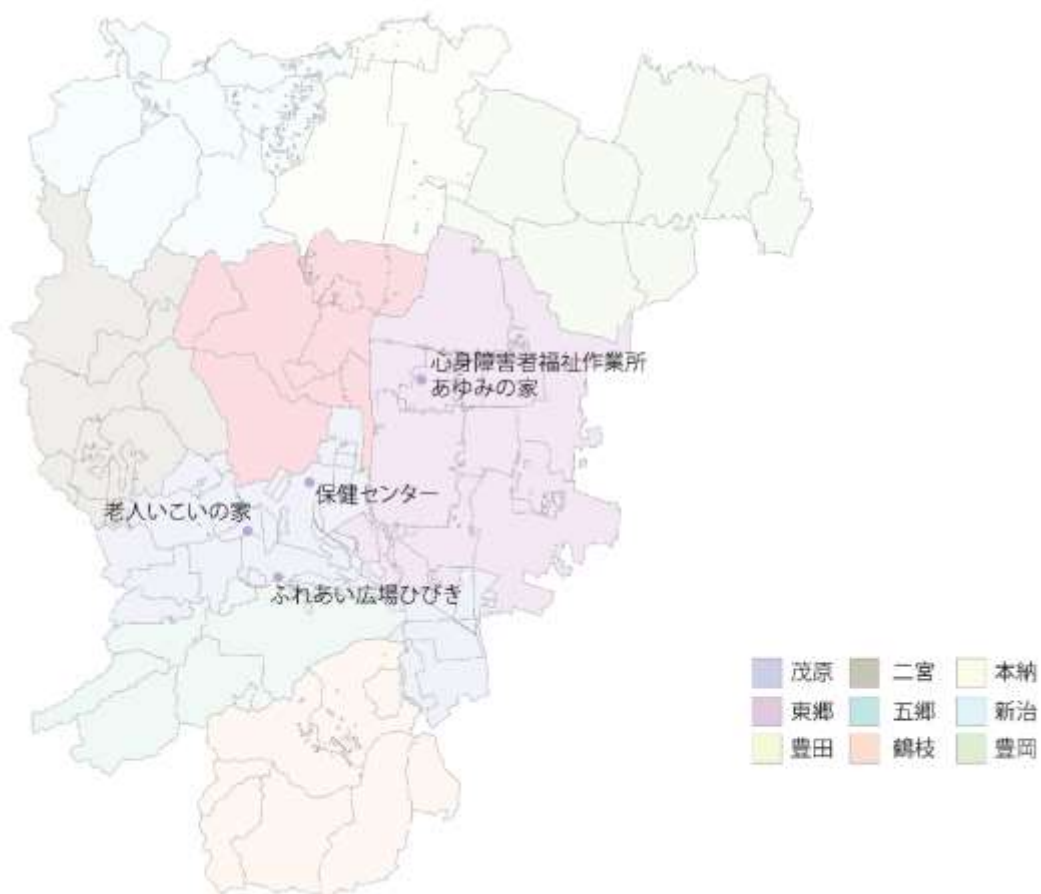 心身障害者福祉作業所
あゆみの家
保健センター
老人いこいの家
ふれあい広場ひびき
茂原 二宮 本納
東郷 五郷 新治
豊田 鶴枝 豊岡